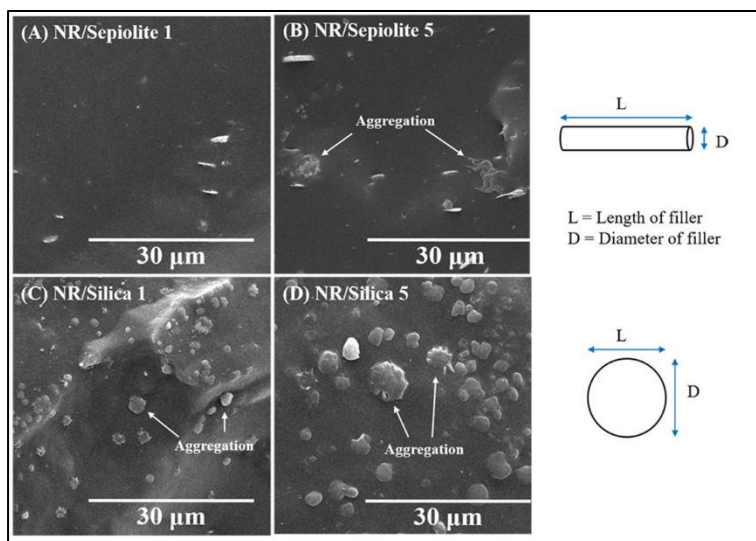 (A) NR/Sepiolite 1
30 µm
(B) NR/Sepiolite 5
Aggregation
30 µm
L
D
L = Length of filler
D = Diameter of filler
(C) NR/Silica 1
Aggregation
30 µm
(D) NR/Silica 5
Aggregation
30 µm
L
D